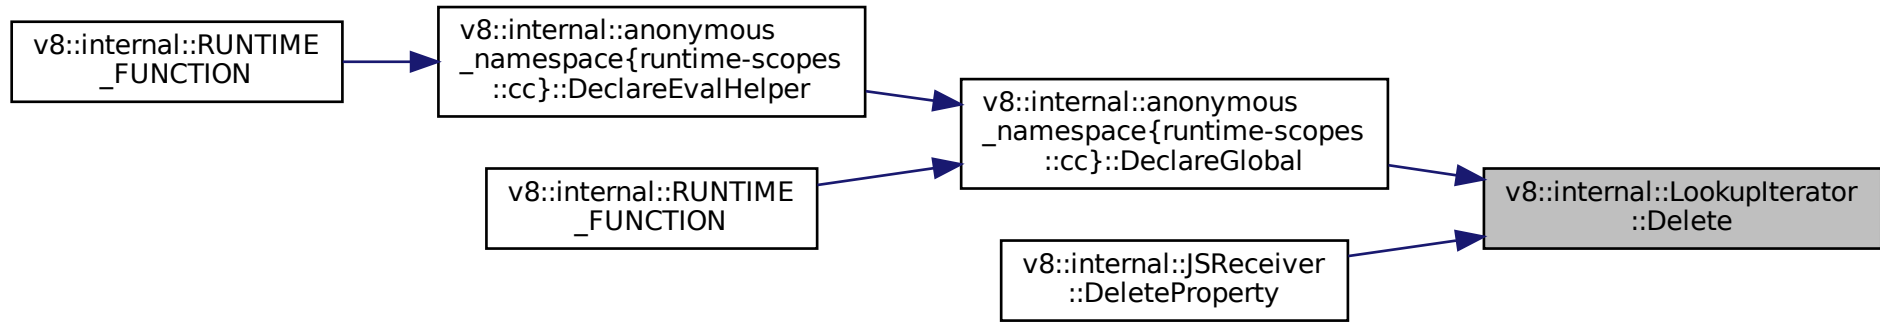 v8::internal::RUNTIME
_FUNCTION
v8::internal::anonymous
_namespace{runtime-scopes
::cc}::DeclareEvalHelper
v8::internal::RUNTIME
_FUNCTION
v8::internal::anonymous
_namespace{runtime-scopes
::cc}::DeclareGlobal
v8::internal::JSReceiver
::DeleteProperty
v8::internal::LookupIterator
::Delete